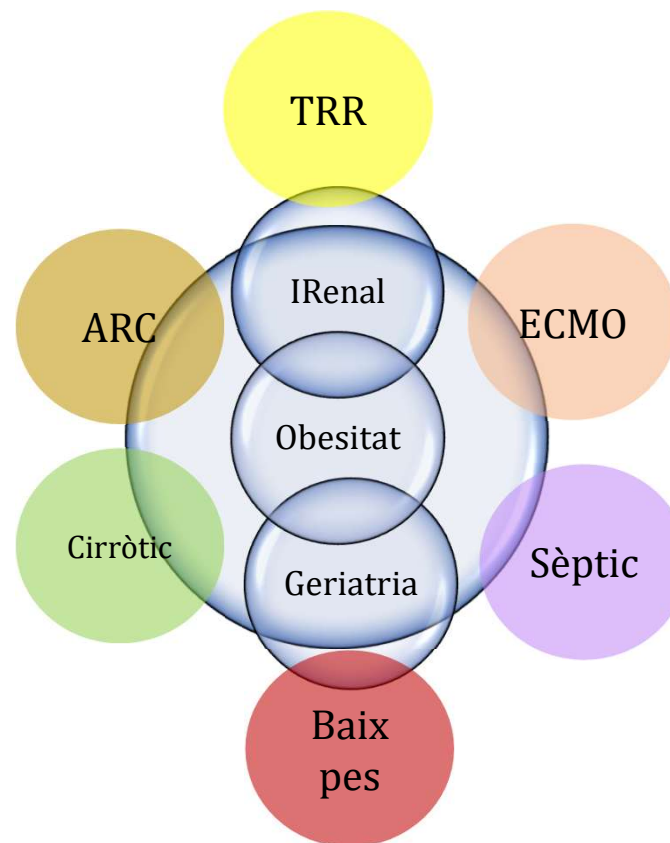 TRR
IRenal
ARC
ECMO
Obesitat
Cirròtic
Sèptic
Geriatria
Baix
pes